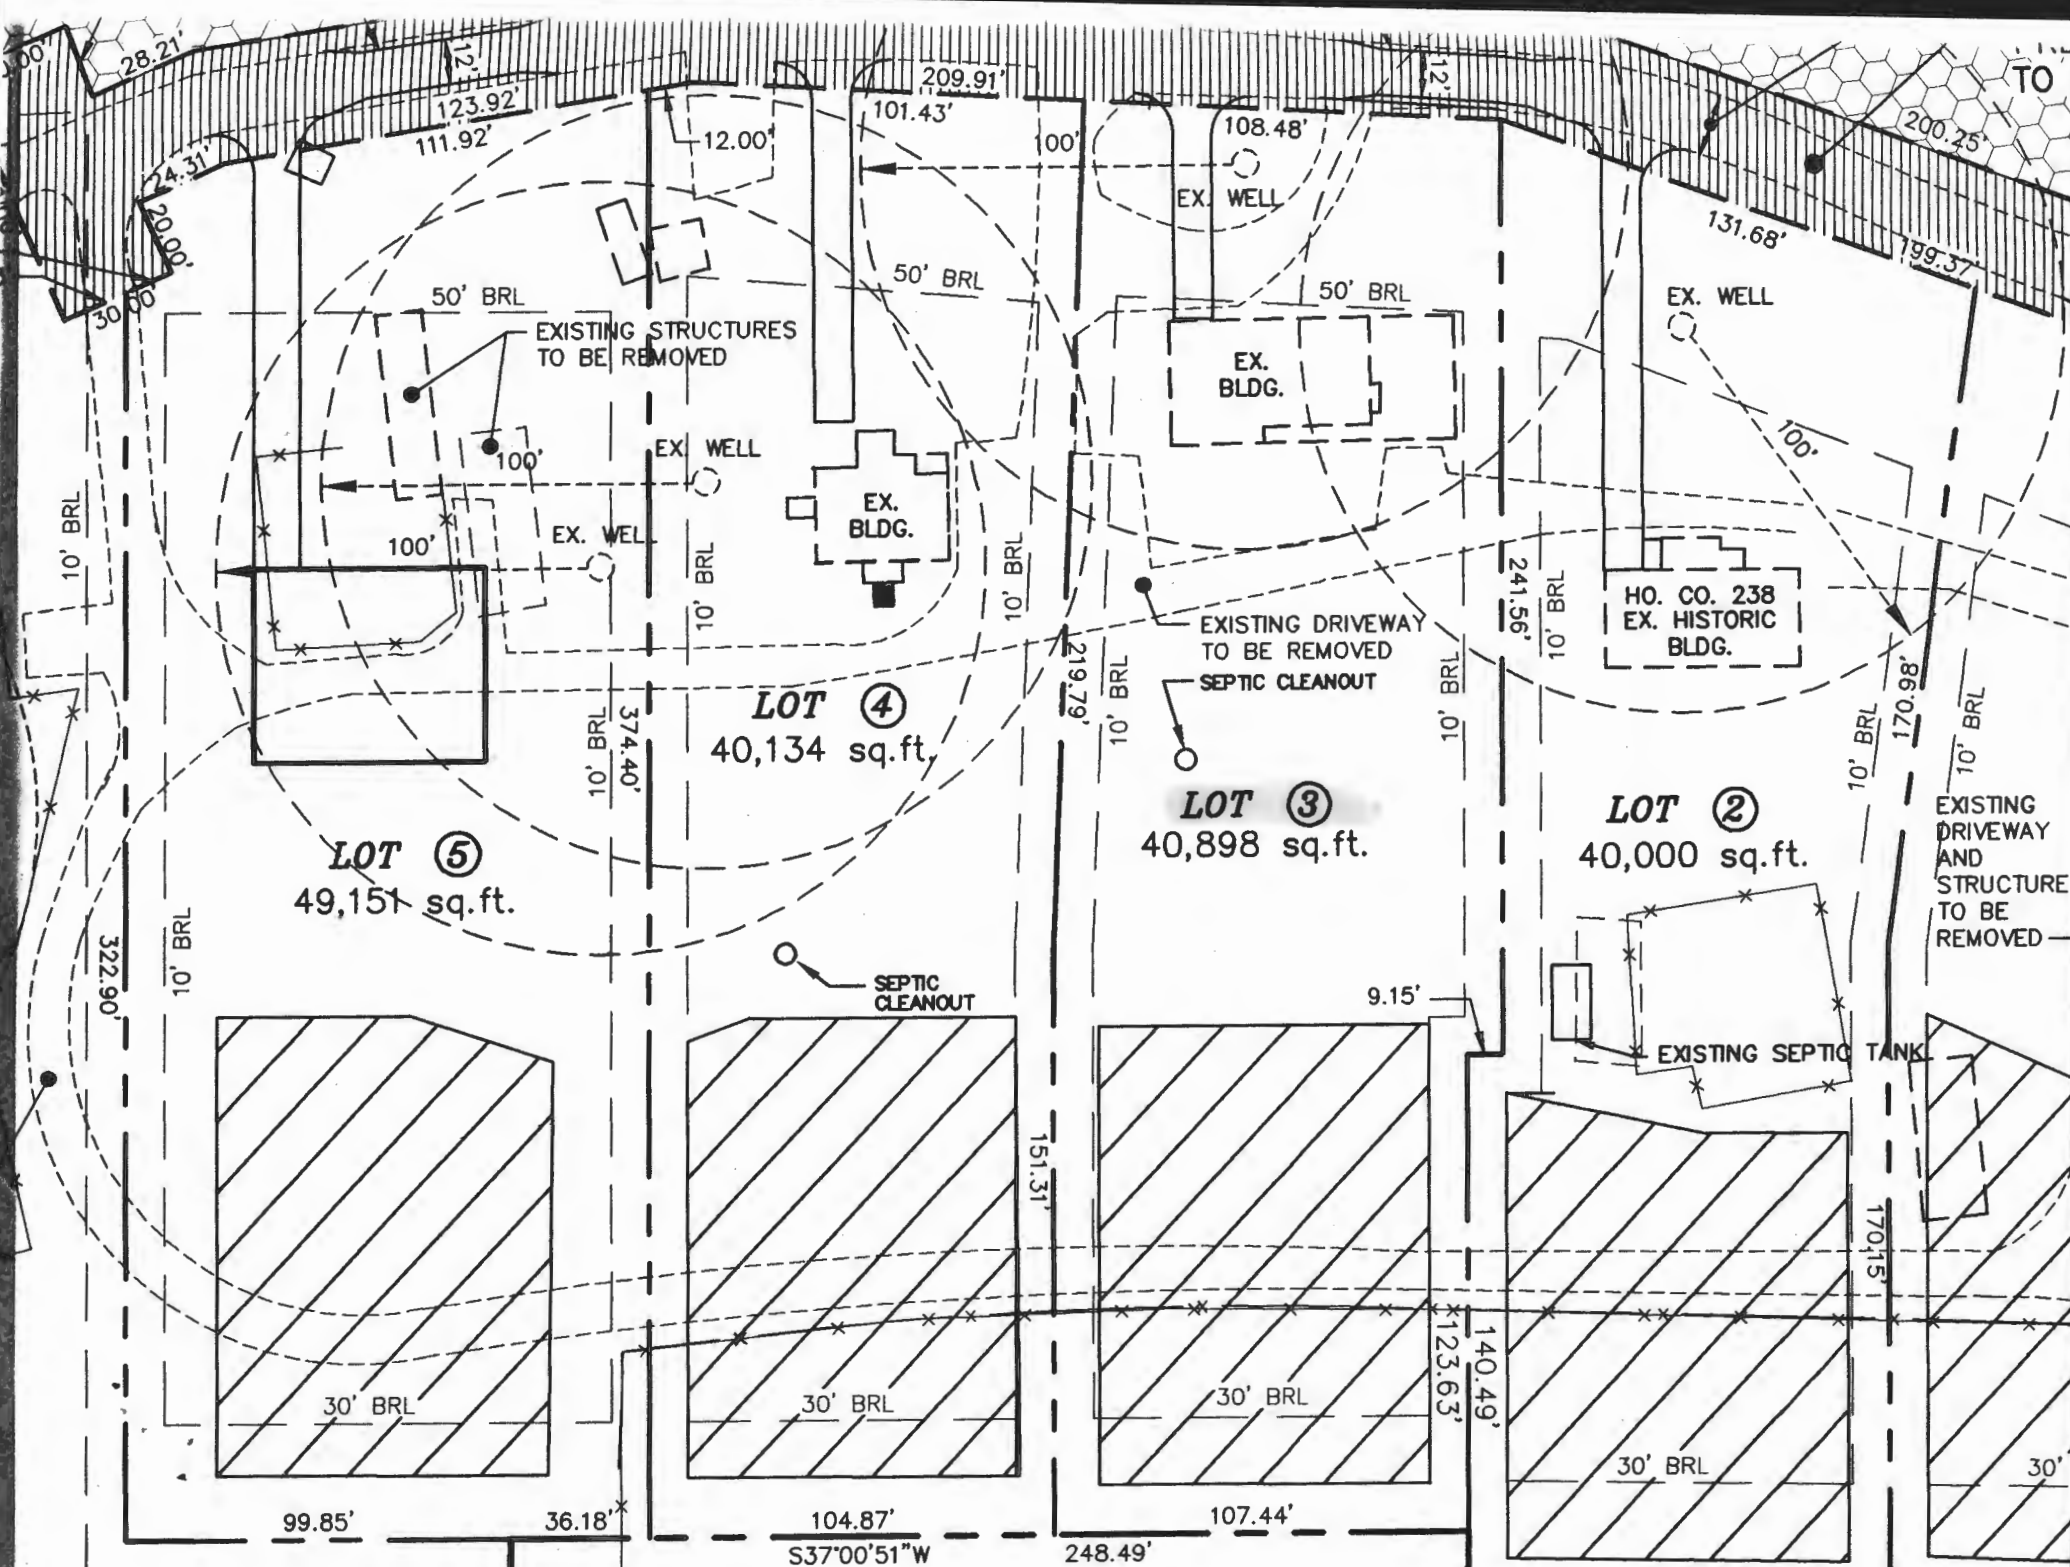 28.21'
12'
123.92'
111.92'
12.00'
209.91'
101.43'
100'
108.48'
12'
TO
200.25'
24.31'
20.00'
30.00'
EX. WELL
131.68'
199.37'
50' BRL
50' BRL
50' BRL
EX. WELL
EXISTING STRUCTURES
TO BE REMOVED
EX.
BLDG.
100'
100'
EX. WELL
EX.
BLDG.
100'
EX. WELL
10' BRL
10' BRL
10' BRL
241.56'
10' BRL
HO. CO. 238
EX. HISTORIC
BLDG.
EXISTING DRIVEWAY
TO BE REMOVED
SEPTIC CLEANOUT
219.79'
10' BRL
10' BRL
170.98'
10' BRL
10' BRL
LOT 4
40,134 sq.ft.
10' BRL
374.40'
LOT 3
40,898 sq.ft.
LOT 2
40,000 sq.ft.
EXISTING
DRIVEWAY
AND
STRUCTURE
TO BE
REMOVED
LOT 5
49,151 sq.ft.
322.90'
10' BRL
SEPTIC
CLEANOUT
9.15'
EXISTING SEPTIC TANK
151.31'
170.15'
123.63'
140.49'
30' BRL
30' BRL
30' BRL
30' BRL
30'
99.85'
36.18'
104.87'
107.44'
S37°00'51"W
248.49'